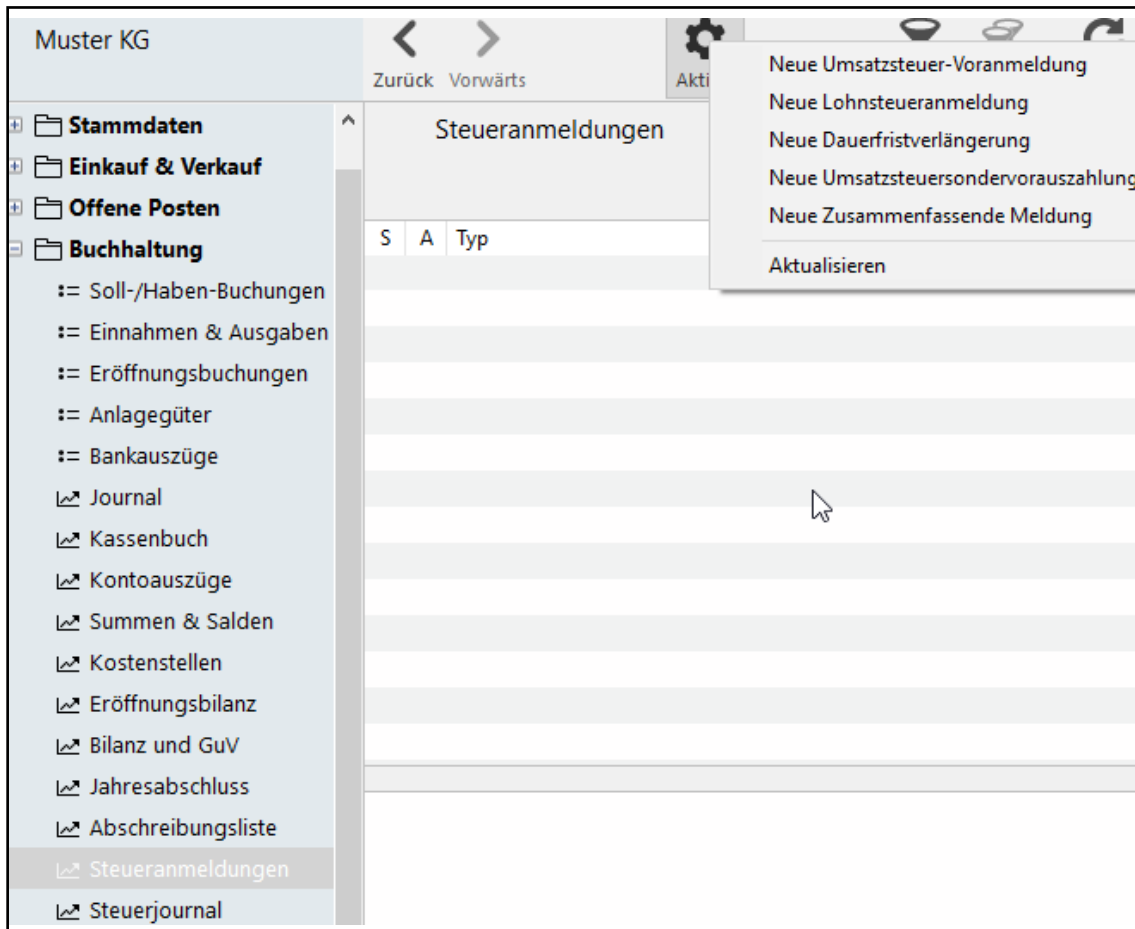 Muster KG
Zurück Vorwärts
Akti
Neue Umsatzsteuer-Voranmeldung
Neue Lohnsteueranmeldung
Neue Dauerfristverlängerung
Neue Umsatzsteuersondervorauszahlung
Neue Zusammenfassende Meldung
Aktualisieren
Stammdaten
Einkauf & Verkauf
Offene Posten
Buchhaltung
Soll-/Haben-Buchungen
Einnahmen & Ausgaben
Eröffnungsbuchungen
Anlagegüter
Bankauszüge
Journal
Kassenbuch
Kontoauszüge
Summen & Salden
Kostenstellen
Eröffnungsbilanz
Bilanz und GuV
Jahresabschluss
Abschreibungsliste
Steueranmeldungen
Steuerjournal
Steueranmeldungen
S A Typ